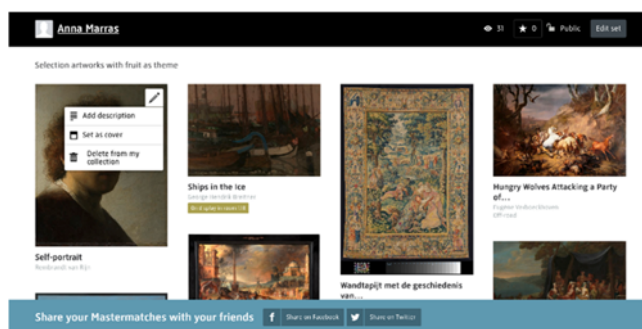 Anna Marras
31
0
Public
Edit set
Selection artworks with fruit as theme
Add description
Set as cover
Delete from my
collection
Self-portrait
Rembrandt van Rijn
Ships in the Ice
Wandtapijt met de geschiedenis
van...
Hungry Wolves Attacking a Party
of...
Off-road
Share your Mastermatches with your friends
Share on Facebook
Share on Twitter